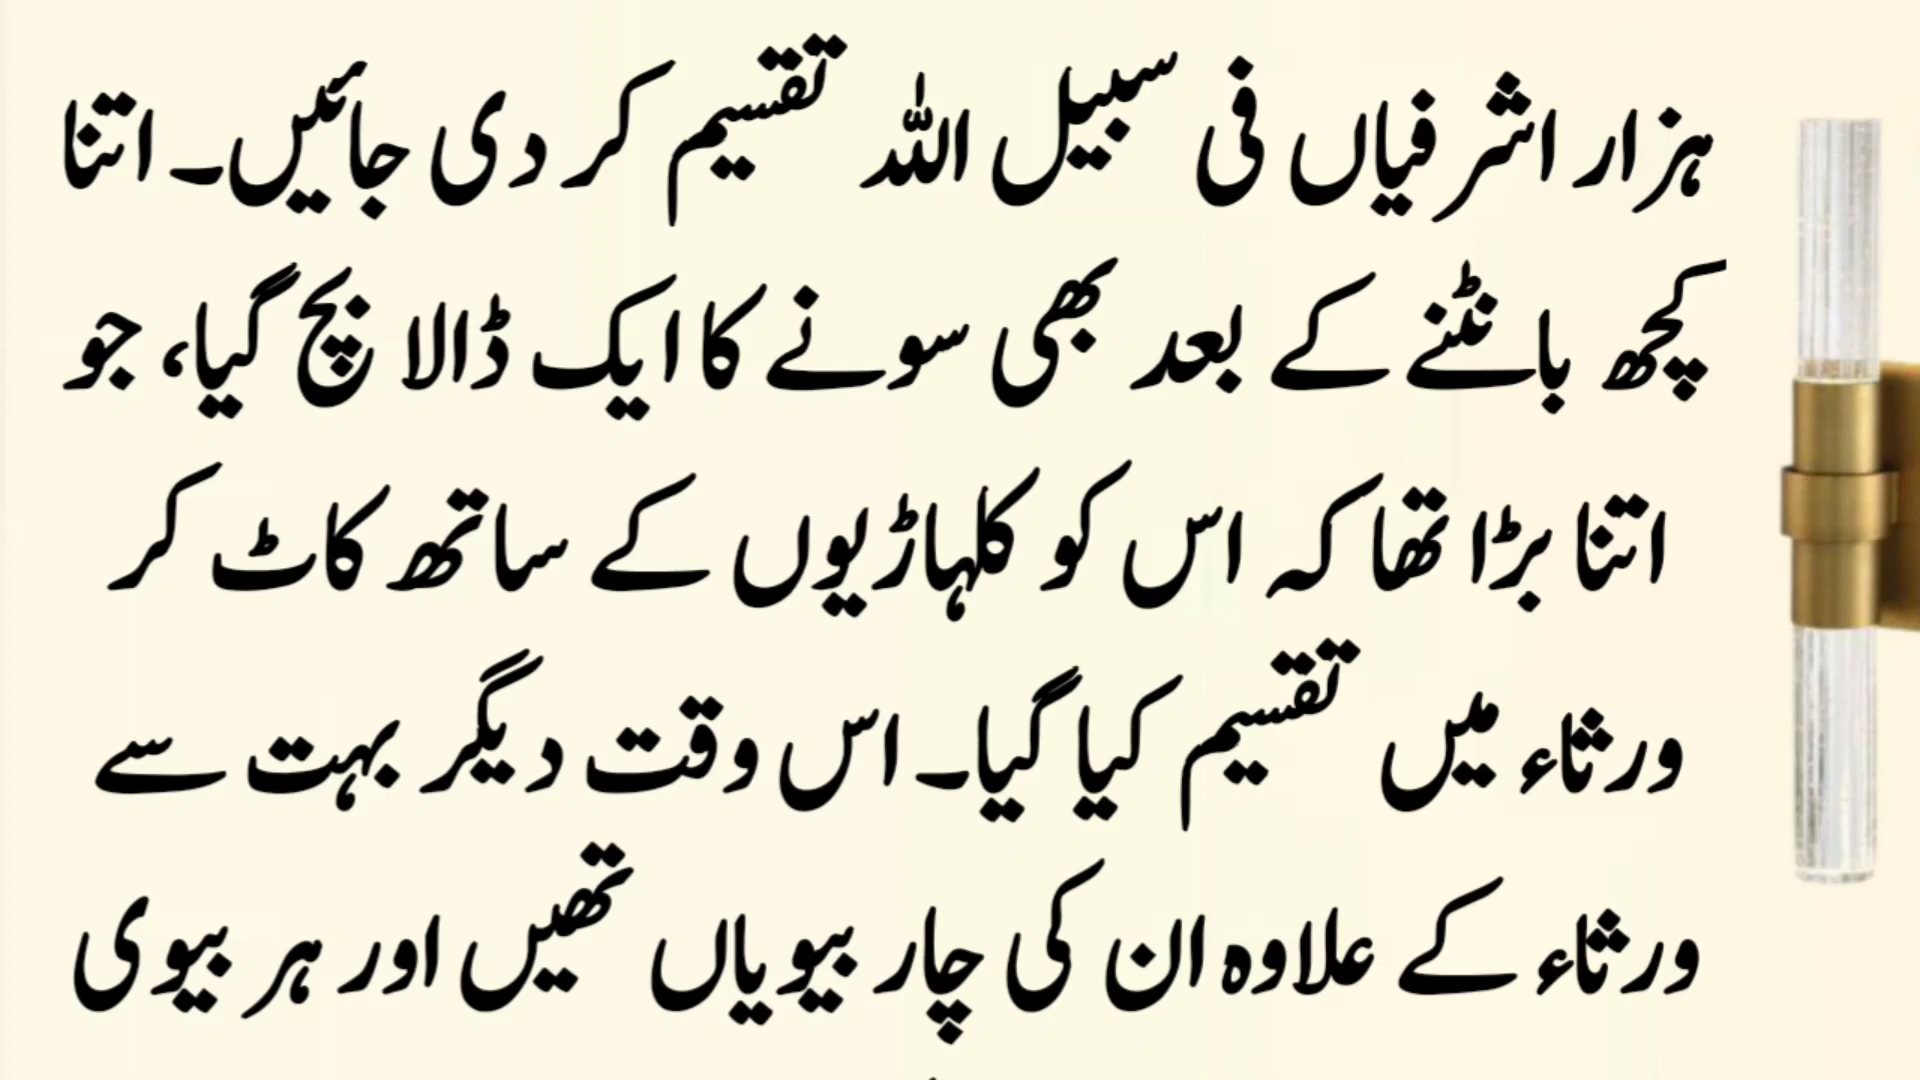 ہزار اشرفیاں فی سبیل اللہ تقسیم کر دی جائیں۔ اتنا
کچھ بانٹنے کے بعد بھی سونے کا ایک ڈالا بچ گیا، جو
اتنا بڑا تھا کہ اس کو کلہاڑیوں کے ساتھ کاٹ کر
ورثاء میں تقسیم کیا گیا۔ اس وقت دیگر بہت سے
ورثاء کے علاوہ ان کی چار بیویاں تھیں اور ہر بیوی